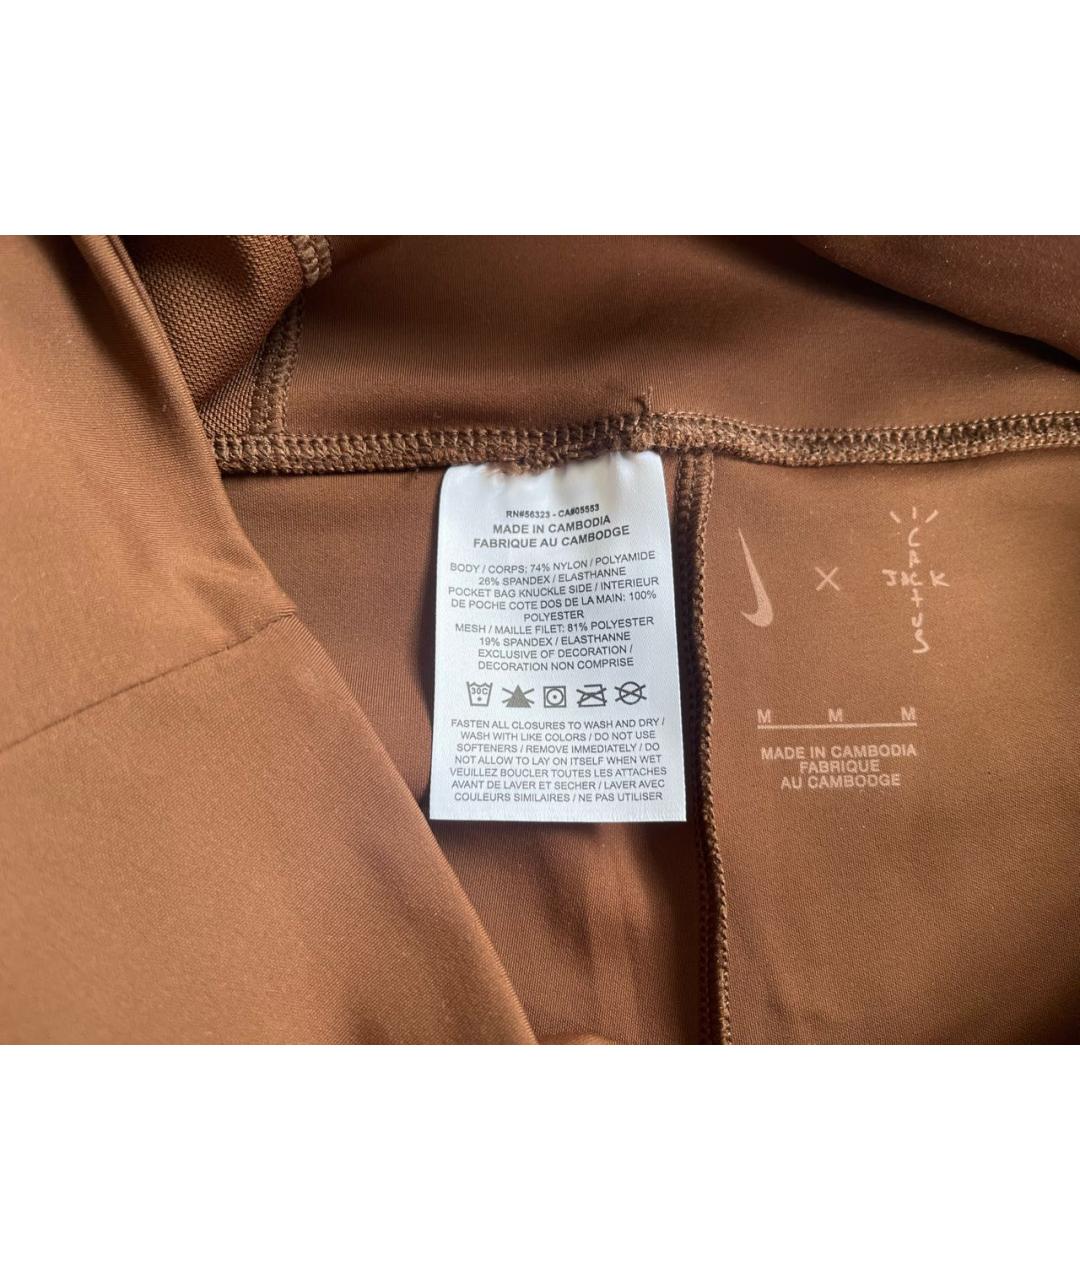 RN#56323 - CA#05553
MADE IN CAMBODIA
FABRIQUE AU CAMBODGE
BODY / CORPS: 74% NYLON / POLYAMIDE
26% SPANDEX / ELASTHANNE
POCKET BAG KNUCKLE SIDE / INTERIEUR
DE POCHE COTE DOS DE LA MAIN: 100%
POLYESTER
MESH / MAILLE FILET: 81% POLYESTER
19% SPANDEX / ELASTHANNE
EXCLUSIVE OF DECORATION /
DECORATION NON COMPRISE
30C
FASTEN ALL CLOSURES TO WASH AND DRY /
WASH WITH LIKE COLORS / DO NOT USE
SOFTENERS / REMOVE IMMEDIATELY / DO
NOT ALLOW TO LAY ON ITSELF WHEN WET
VEUILLEZ BOUCLER TOUTES LES ATTACHES
AVANT DE LAVER ET SECHER / LAVER AVEC
COULEURS SIMILAIRES / NE PAS UTILISER
X
CACTUS
JACK
M M M
MADE IN CAMBODIA
FABRIQUE
AU CAMBODGE